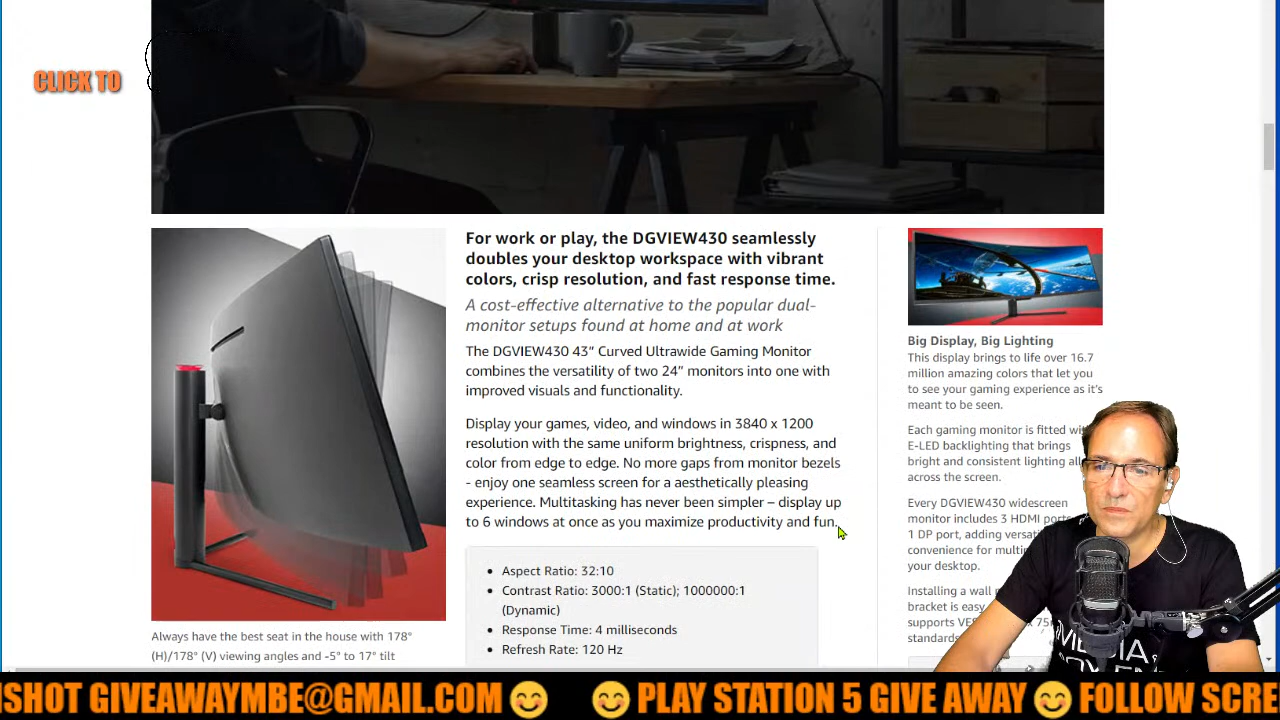 CLICK TO
For work or play, the DGVIEW430 seamlessly
doubles your desktop workspace with vibrant
colors, crisp resolution, and fast response time.
A cost-effective alternative to the popular dual-
monitor setups found at home and at work
The DGVIEW430 43” Curved Ultrawide Gaming Monitor
combines the versatility of two 24” monitors into one with
improved visuals and functionality.
Display your games, video, and windows in 3840 x 1200
resolution with the same uniform brightness, crispness, and
color from edge to edge. No more gaps from monitor bezels
- enjoy one seamless screen for a aesthetically pleasing
experience. Multitasking has never been simpler – display up
to 6 windows at once as you maximize productivity and fun.
• Aspect Ratio: 32:10
• Contrast Ratio: 3000:1 (Static); 1000000:1
(Dynamic)
• Response Time: 4 milliseconds
• Refresh Rate: 120 Hz
Always have the best seat in the house with 178°
(H)/178° (V) viewing angles and -5° to 17° tilt
Big Display, Big Lighting
This display brings to life over 16.7
million amazing colors that let you
to see your gaming experience as it's
meant to be seen.
Each gaming monitor is fitted
E-LED backlighting that brings
bright and consistent lighting
across the screen.
Every DGVIEW430 widescreen
monitor includes 3 HDMI
1 DP port, adding
convenience for
your desktop.
Installing a wall
bracket is easy
supports
standards
NSHOT GIVEAWAYMBE@GMAIL.COM 😊 😊 PLAY STATION 5 GIVE AWAY 😊 FOLLOW SCRE